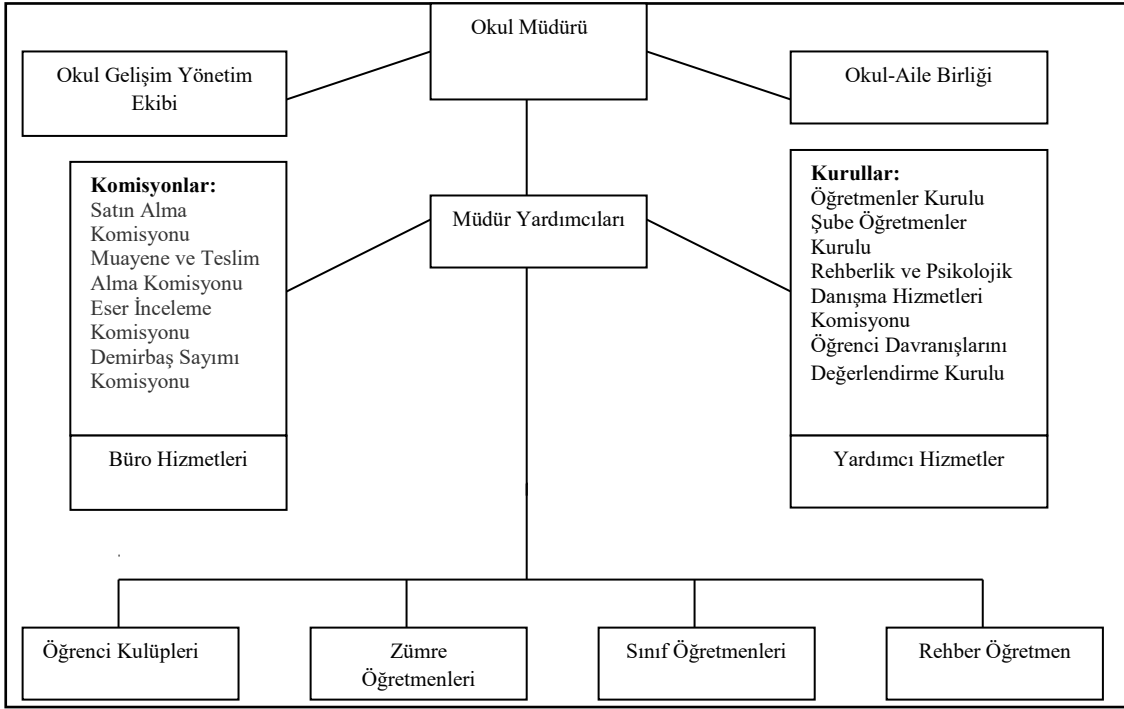 Okul Müdürü
Okul Gelişim Yönetim
Ekibi
Okul-Aile Birliği
Komisyonlar:
Satın Alma
Komisyonu
Muayene ve Teslim
Alma Komisyonu
Eser İnceleme
Komisyonu
Demirbaş Sayımı
Komisyonu
Müdür Yardımcıları
Kurullar:
Öğretmenler Kurulu
Şube Öğretmenler
Kurulu
Rehberlik ve Psikolojik
Danışma Hizmetleri
Komisyonu
Öğrenci Davranışlarını
Değerlendirme Kurulu
Büro Hizmetleri
Yardımcı Hizmetler
Öğrenci Kulüpleri
Zümre
Öğretmenleri
Sınıf Öğretmenleri
Rehber Öğretmen